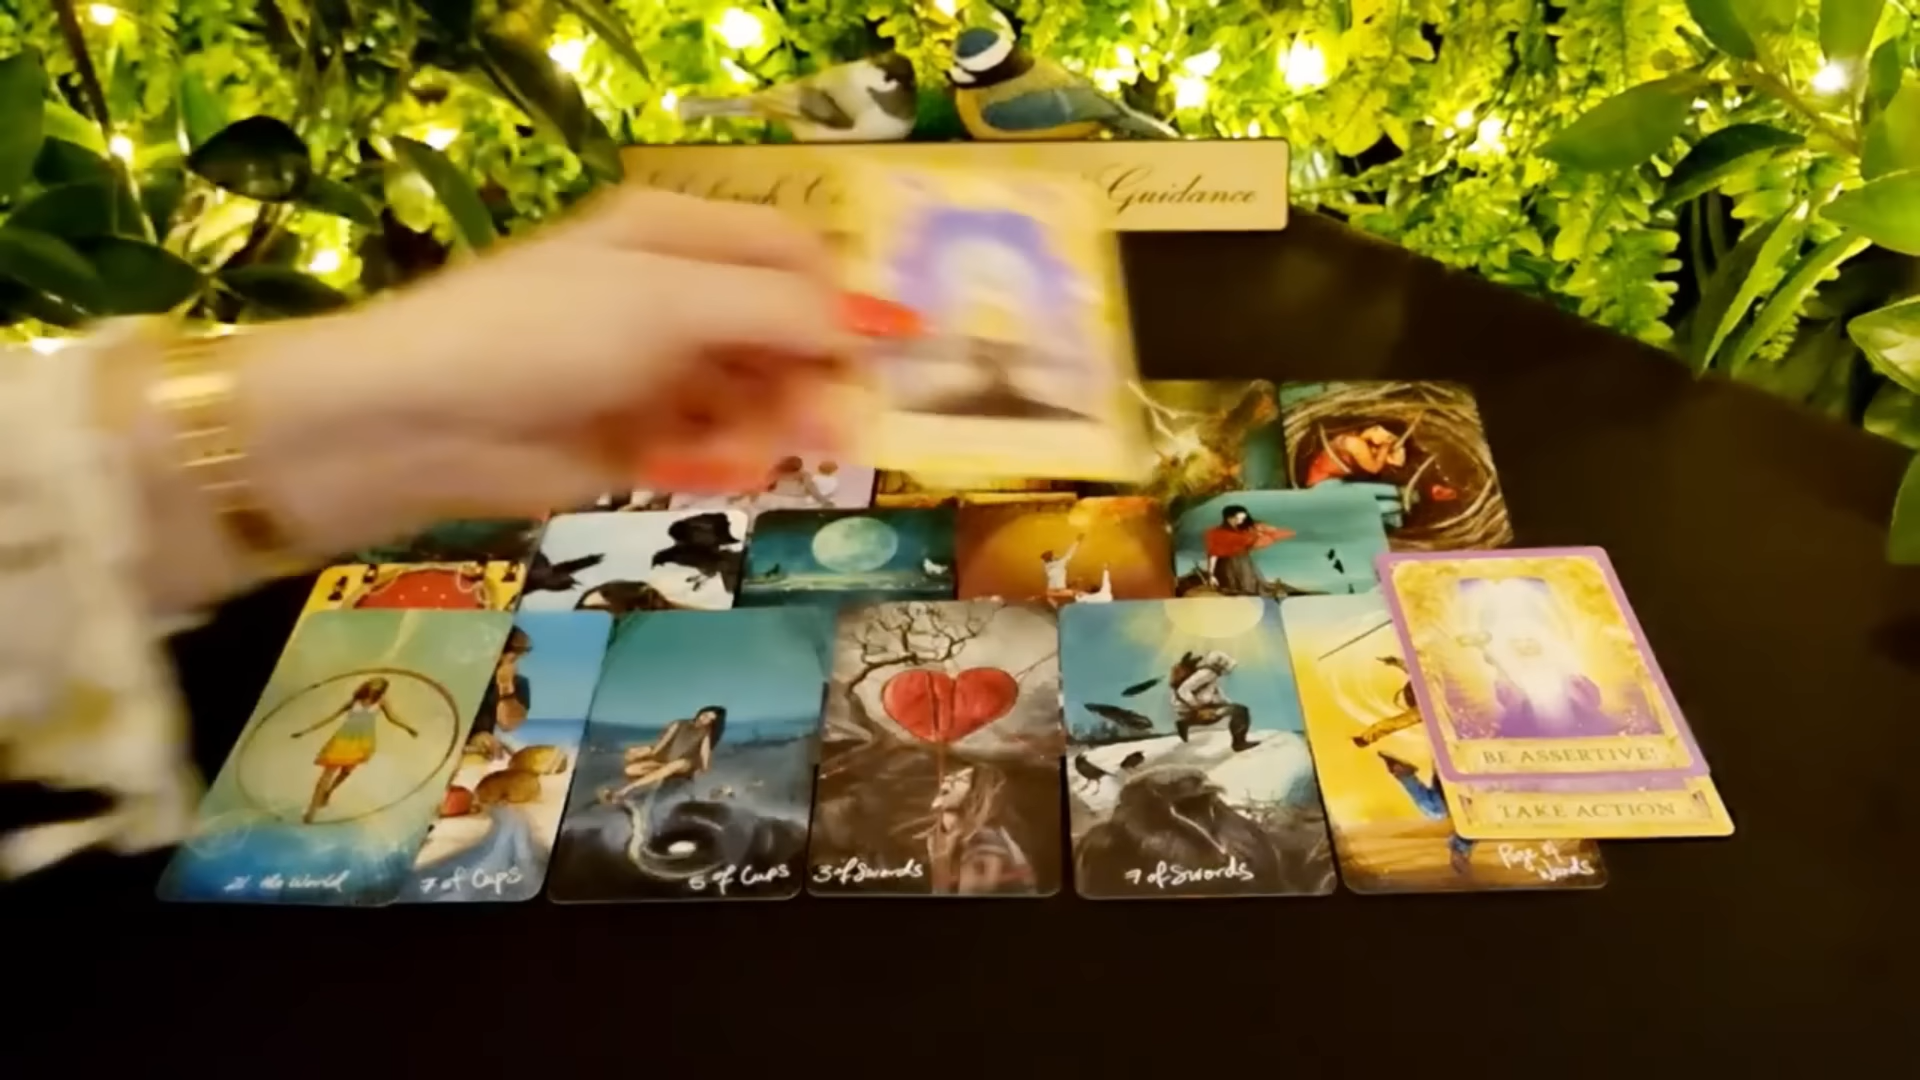 Guidance
BE ASSERTIVE!
TAKE ACTION
21 the World
7 of Cups
5 of Cups
3 of Swords
9 of Swords
Page of
Wands